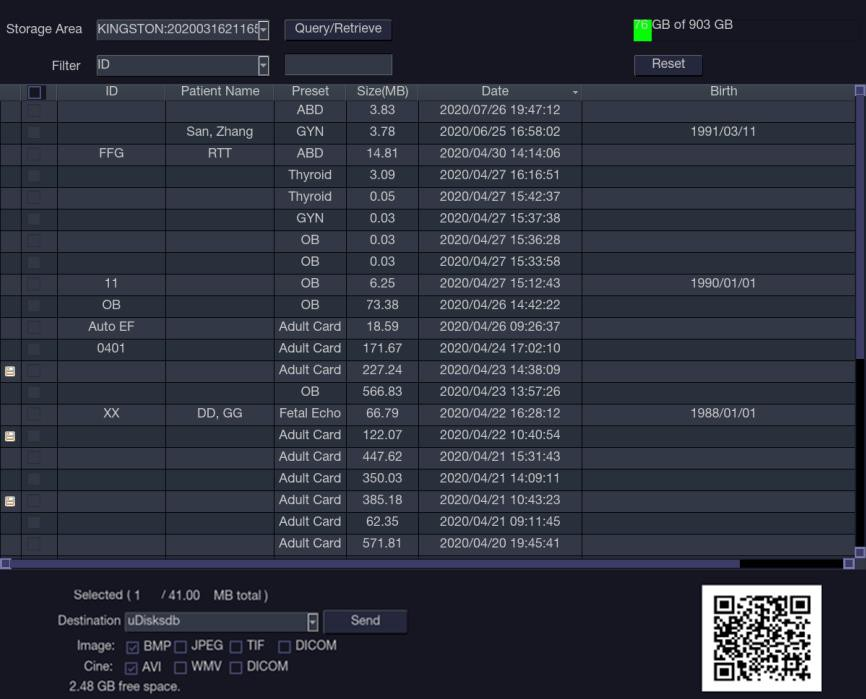 Storage Area KINGSTON:2020031621165 Query/Retrieve 76 GB of 903 GB
Filter ID Reset
ID Patient Name Preset Size(MB) Date Birth
ABD 3.83 2020/07/26 19:47:12
San, Zhang GYN 3.78 2020/06/25 16:58:02 1991/03/11
FFG RTT ABD 14.81 2020/04/30 14:14:06
Thyroid 3.09 2020/04/27 16:16:51
Thyroid 0.05 2020/04/27 15:42:37
GYN 0.03 2020/04/27 15:37:38
OB 0.03 2020/04/27 15:36:28
OB 0.03 2020/04/27 15:33:58
11 OB 6.25 2020/04/27 15:12:43 1990/01/01
OB OB 73.38 2020/04/26 14:42:22
Auto EF Adult Card 18.59 2020/04/26 09:26:37
0401 Adult Card 171.67 2020/04/24 17:02:10
Adult Card 227.24 2020/04/23 14:38:09
OB 566.83 2020/04/23 13:57:26
XX DD, GG Fetal Echo 66.79 2020/04/22 16:28:12 1988/01/01
Adult Card 122.07 2020/04/22 10:40:54
Adult Card 447.62 2020/04/21 15:31:43
Adult Card 350.03 2020/04/21 14:09:11
Adult Card 385.18 2020/04/21 10:43:23
Adult Card 62.35 2020/04/21 09:11:45
Adult Card 571.81 2020/04/20 19:45:41
Selected ( 1 / 41.00 MB total )
Destination uDisksdb Send
Image: BMP JPEG TIF DICOM
Cine: AVI WMV DICOM
2.48 GB free space.